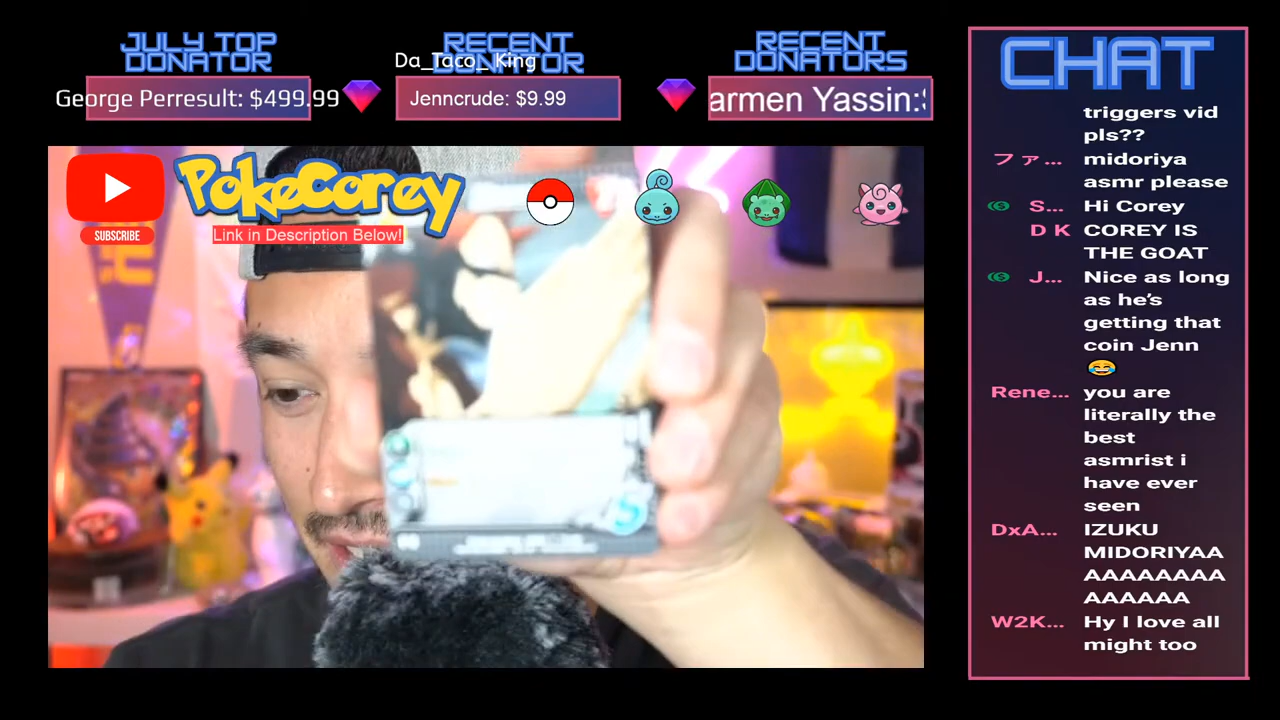 JULY TOP
DONATOR
George Perresult: $499.99
RECENT
DONATOR
Da_Taco_ King
Jenncrude: $9.99
RECENT
DONATORS
armen Yassin:
CHAT
triggers vid
pls??
ファ... midoriya
asmr please
S... Hi Corey
D K COREY IS
THE GOAT
J... Nice as long
as he's
getting that
coin Jenn
😂
Rene... you are
literally the
best
asmrist i
have ever
seen
DxA... IZUKU
MIDORIYAA
AAAAAAAA
AAAAAA
W2K... Hy I love all
might too
PokeCorey
SUBSCRIBE
Link in Description Below!